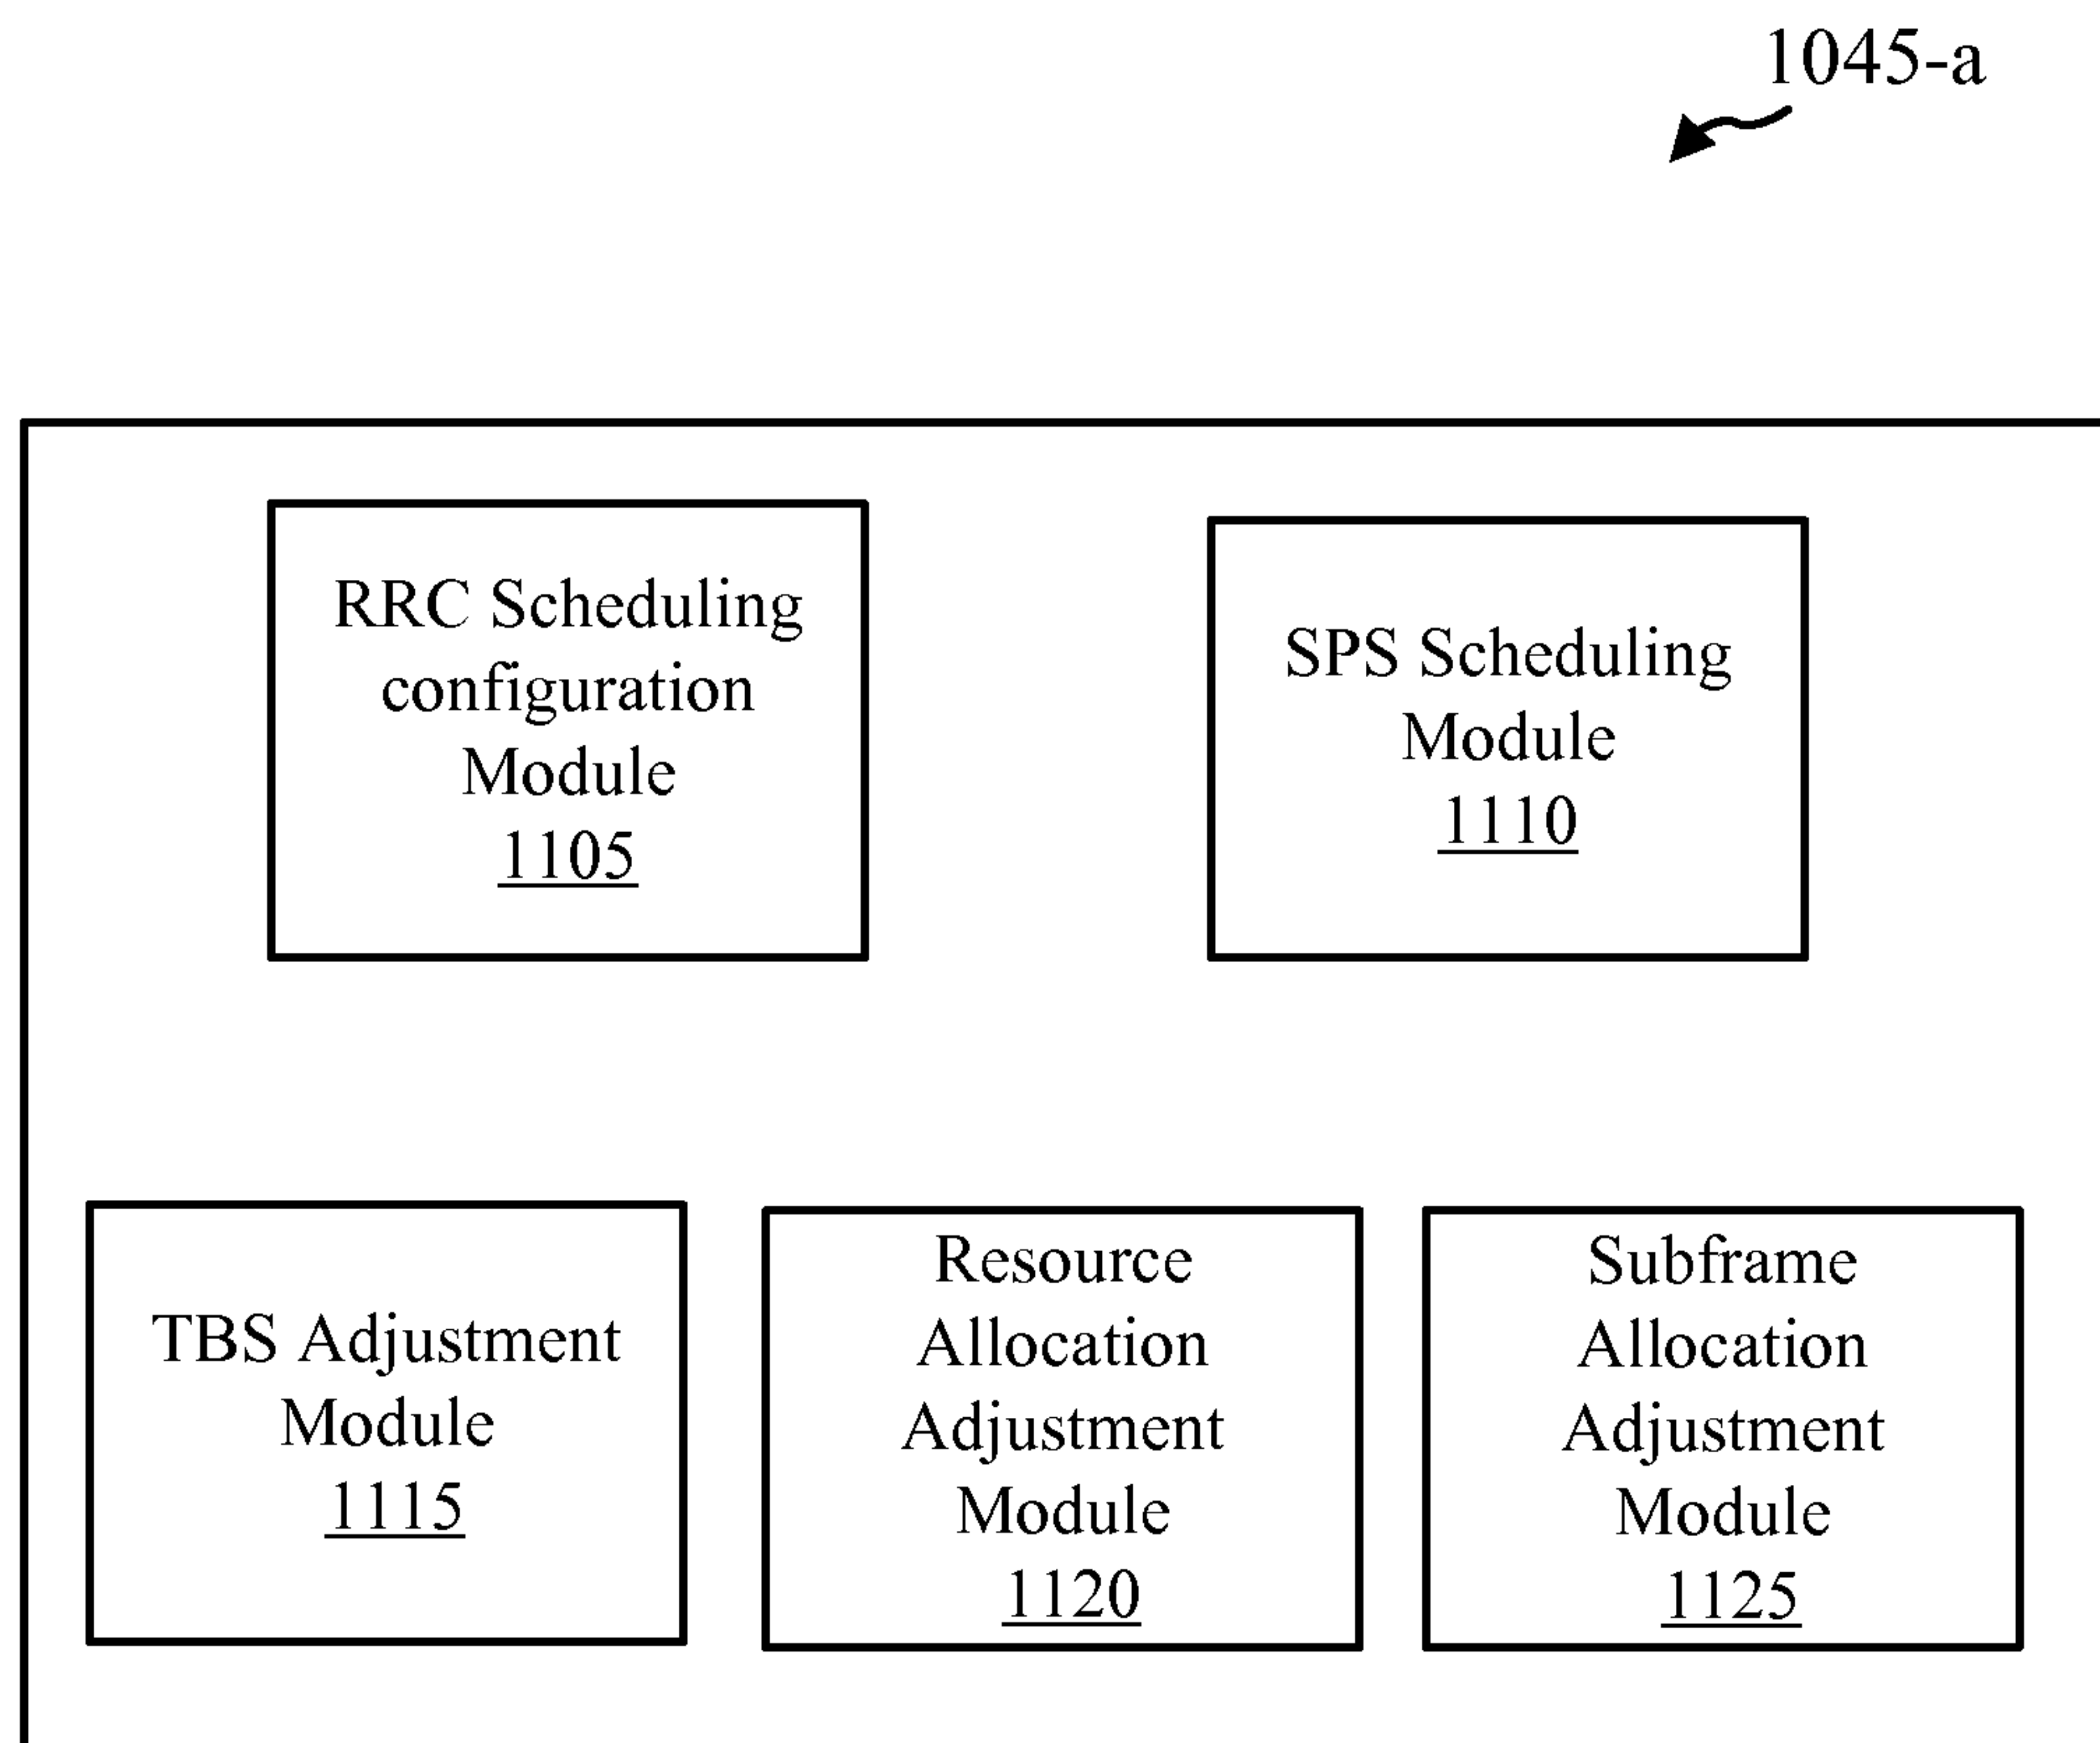 1045-a
RRC Scheduling
configuration
Module
1105
SPS Scheduling
Module
1110
TBS Adjustment
Module
1115
Resource
Allocation
Adjustment
Module
1120
Subframe
Allocation
Adjustment
Module
1125